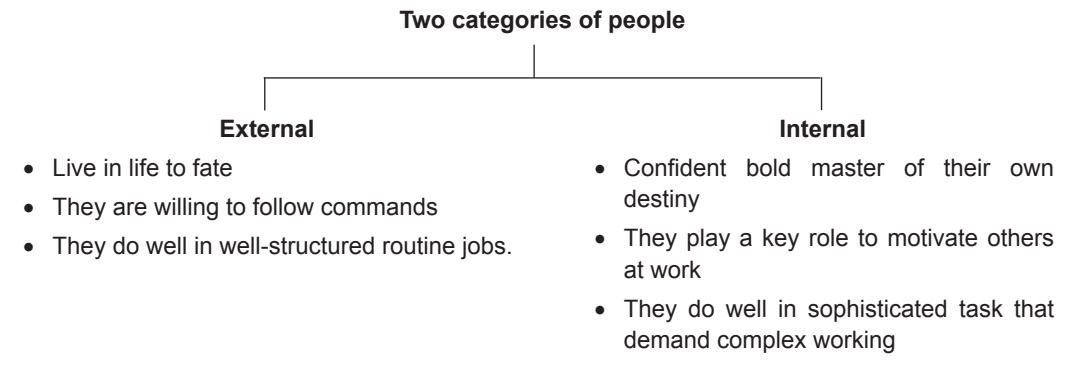 Two categories of people
External
• Live in life to fate
• They are willing to follow commands
• They do well in well-structured routine jobs.
Internal
• Confident bold master of their own
destiny
• They play a key role to motivate others
at work
• They do well in sophisticated task that
demand complex working